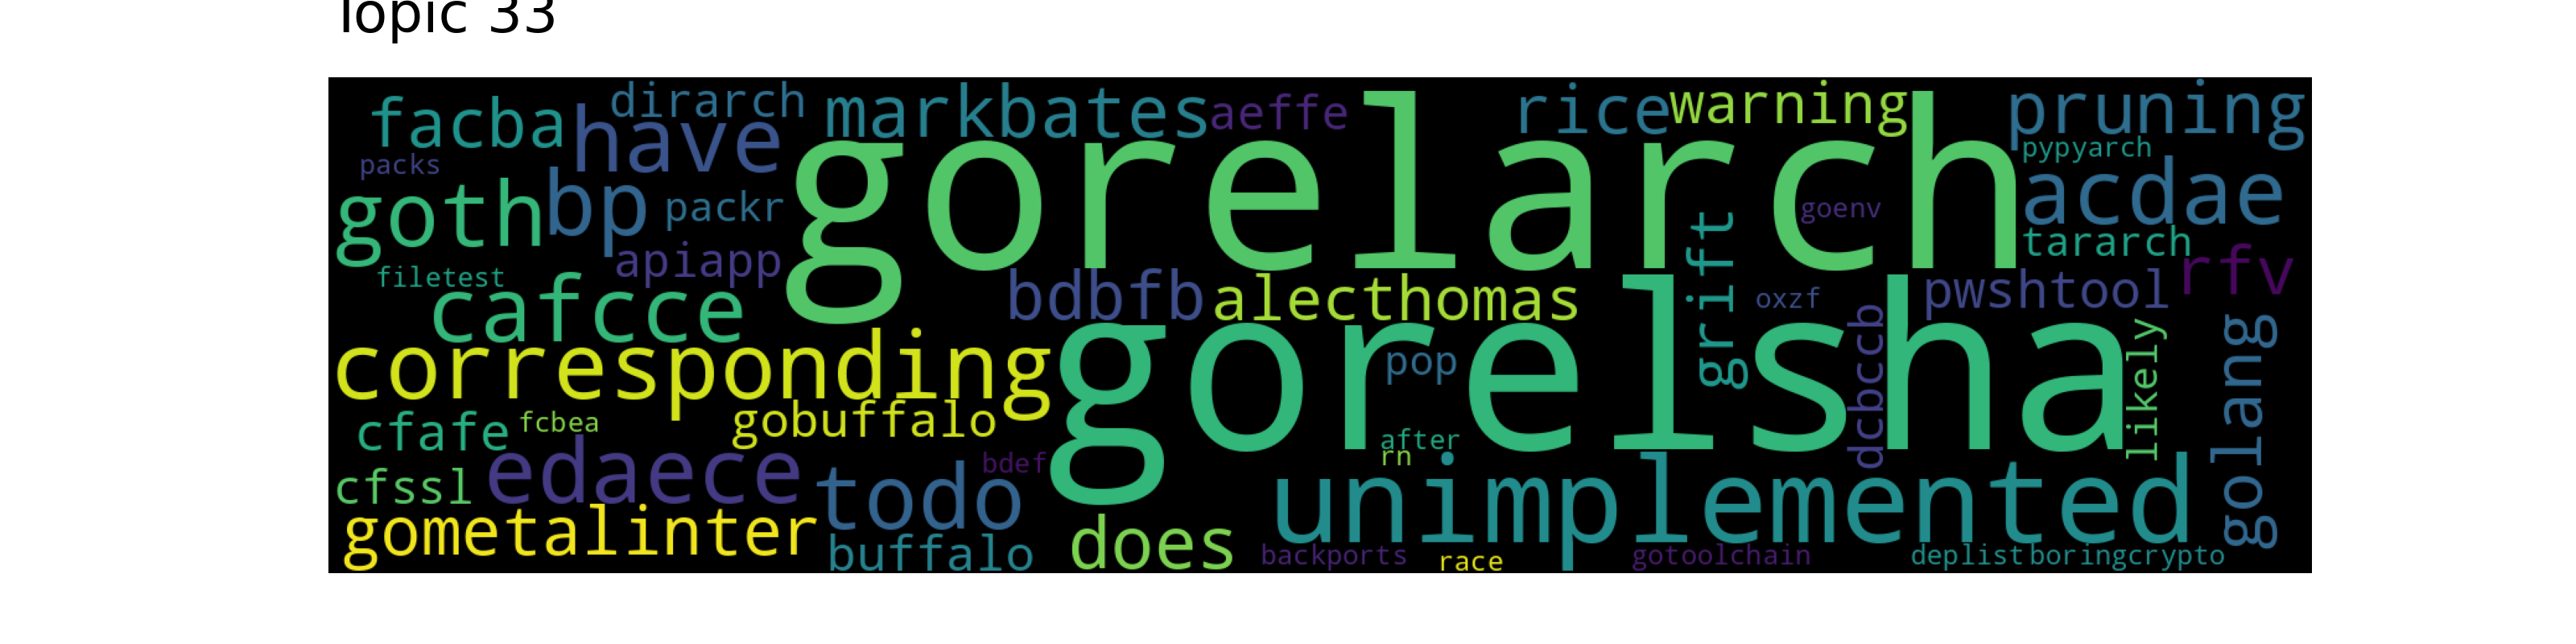 Topic 33
facba
have
dirarch
markbates
aeffe
gorelarch
rice
warning
pruning
packs
pypyarch
goth
bp
packr
goenv
acdae
apiapp
tararch
filetest
cafcce
bdbfb
alecthomas
grift
oxzf
pwshtool
rfv
corresponding
gorelsha
pop
dcbccb
likely
golang
cfafe
fcbea
gobuffalo
after
rn
cfssl
edaece
bdef
todo
unimplemented
gometalinter
buffalo
does
backports
race
gotoolchain
deplist
boringcrypto